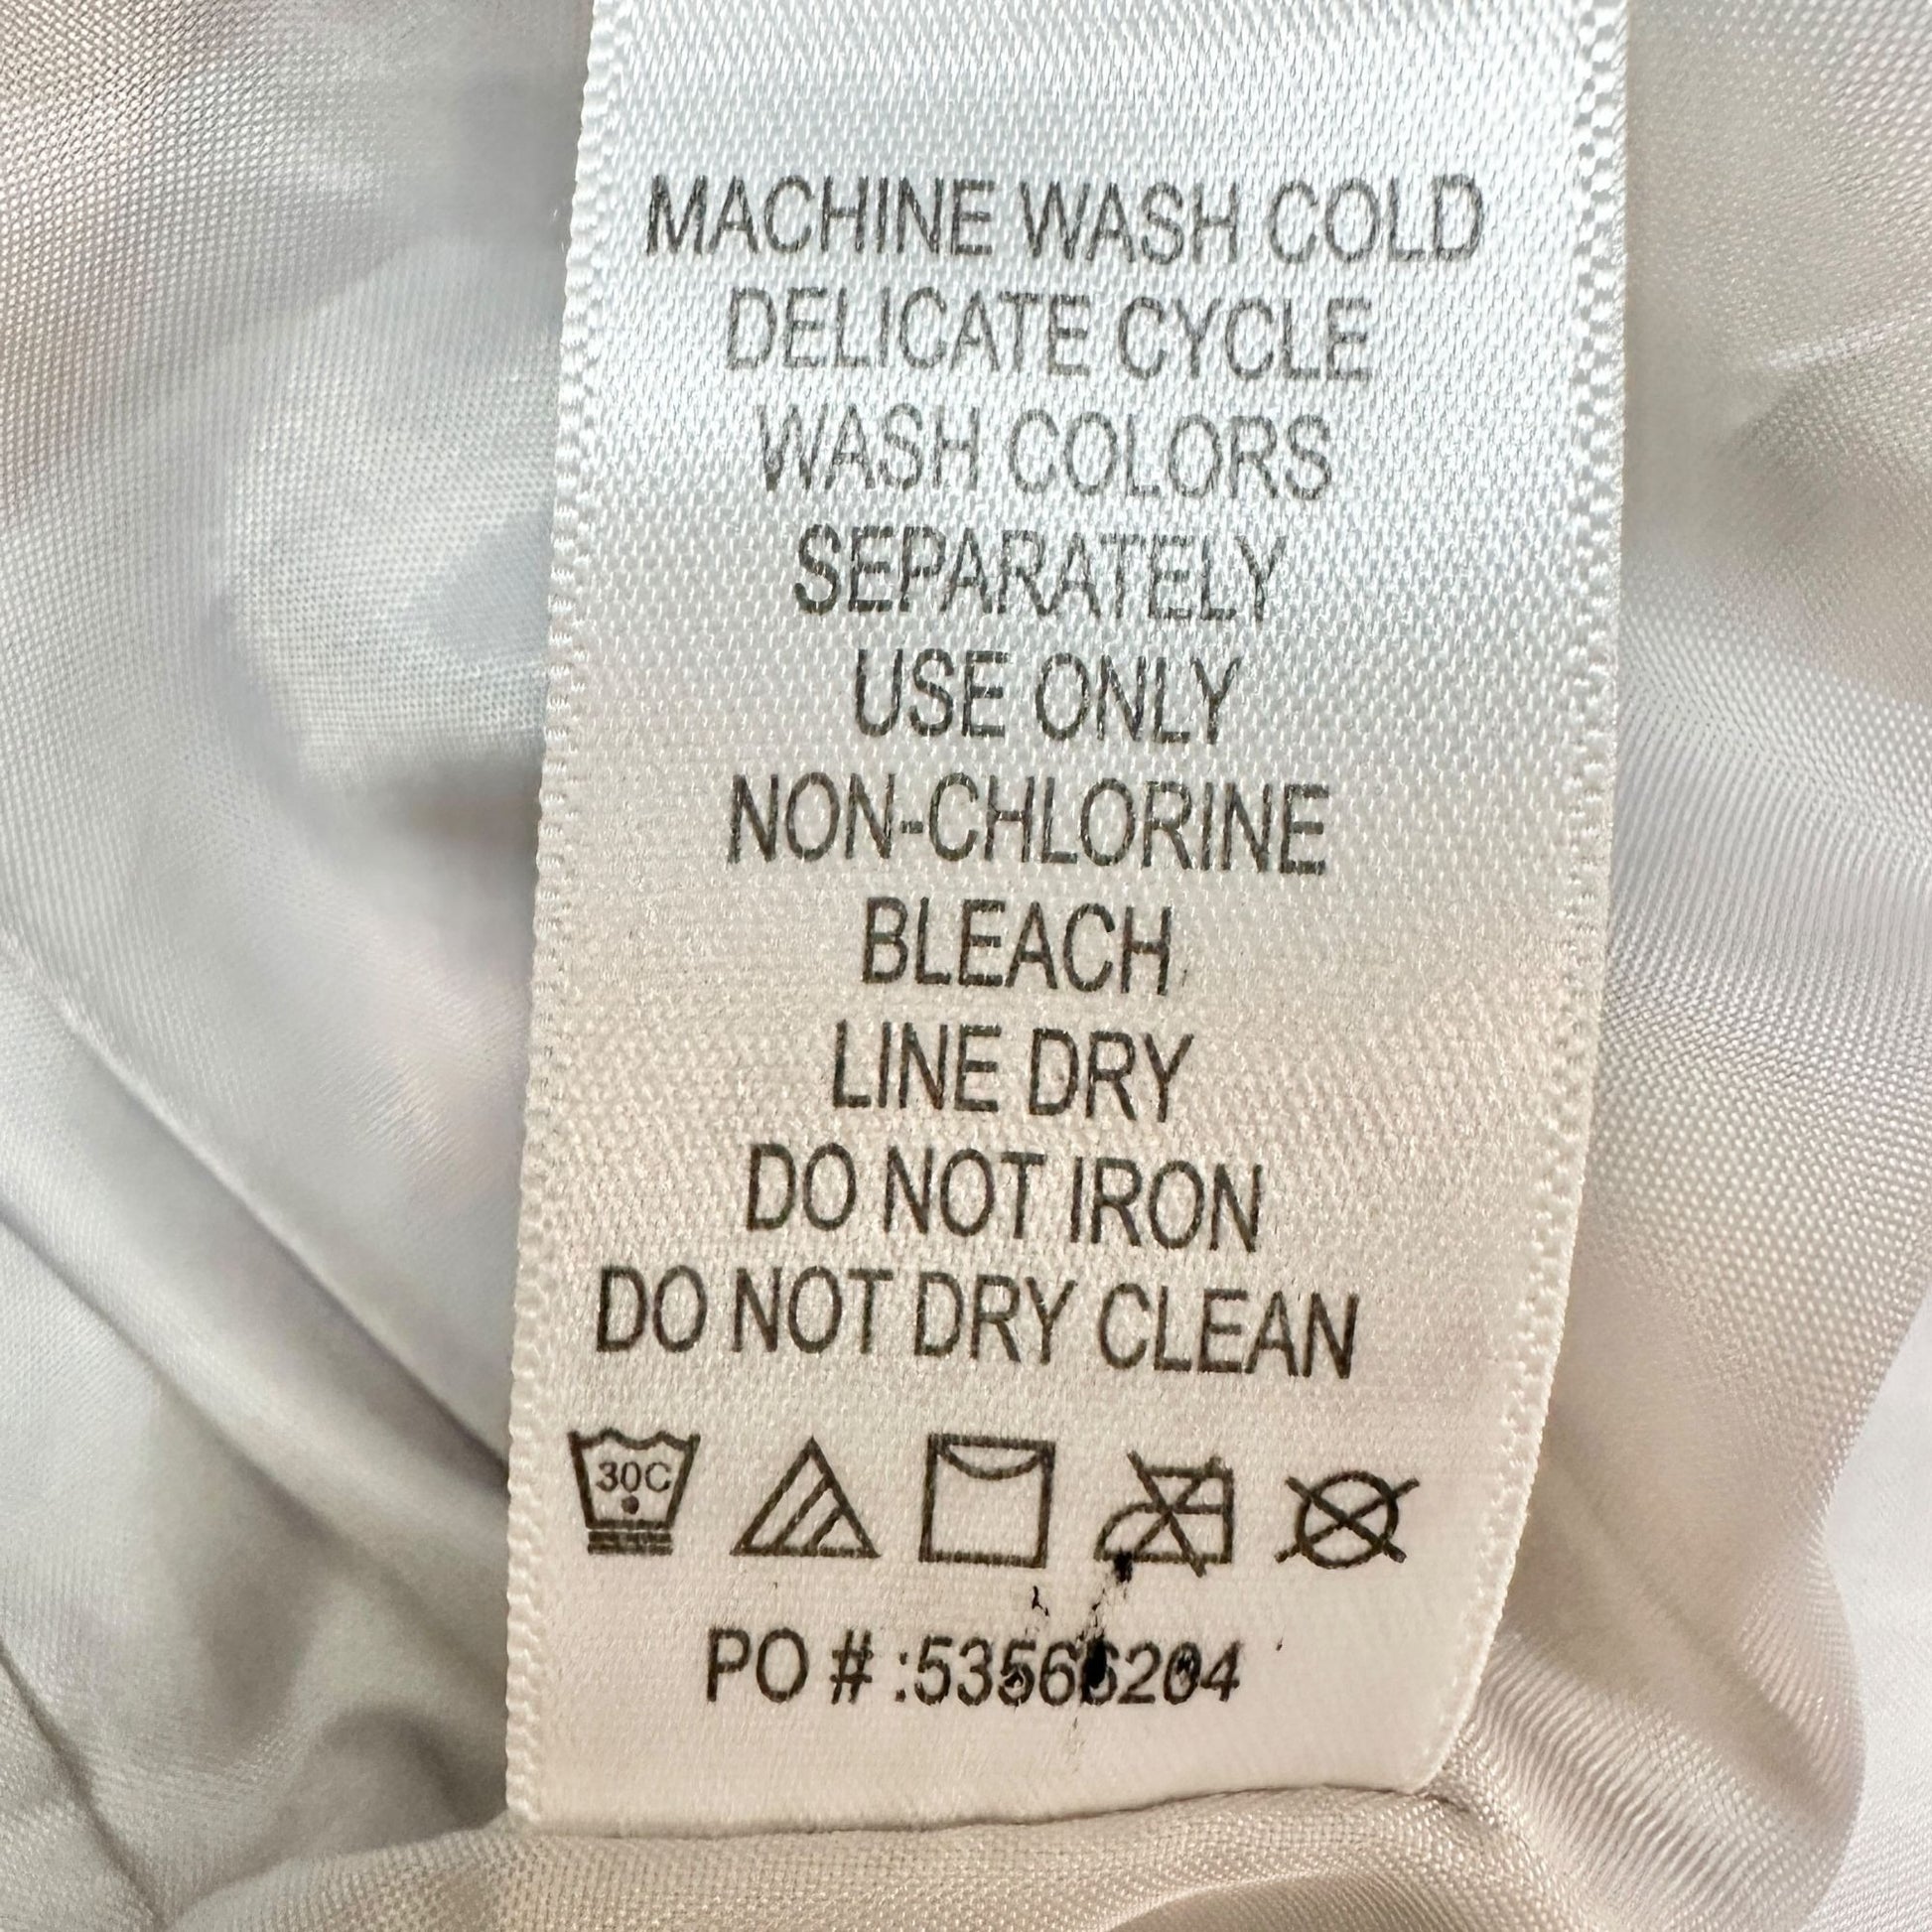 MACHINE WASH COLD
DELICATE CYCLE
WASH COLORS
SEPARATELY
USE ONLY
NON-CHLORINE
BLEACH
LINE DRY
DO NOT IRON
DO NOT DRY CLEAN
30C
PO # :53566204